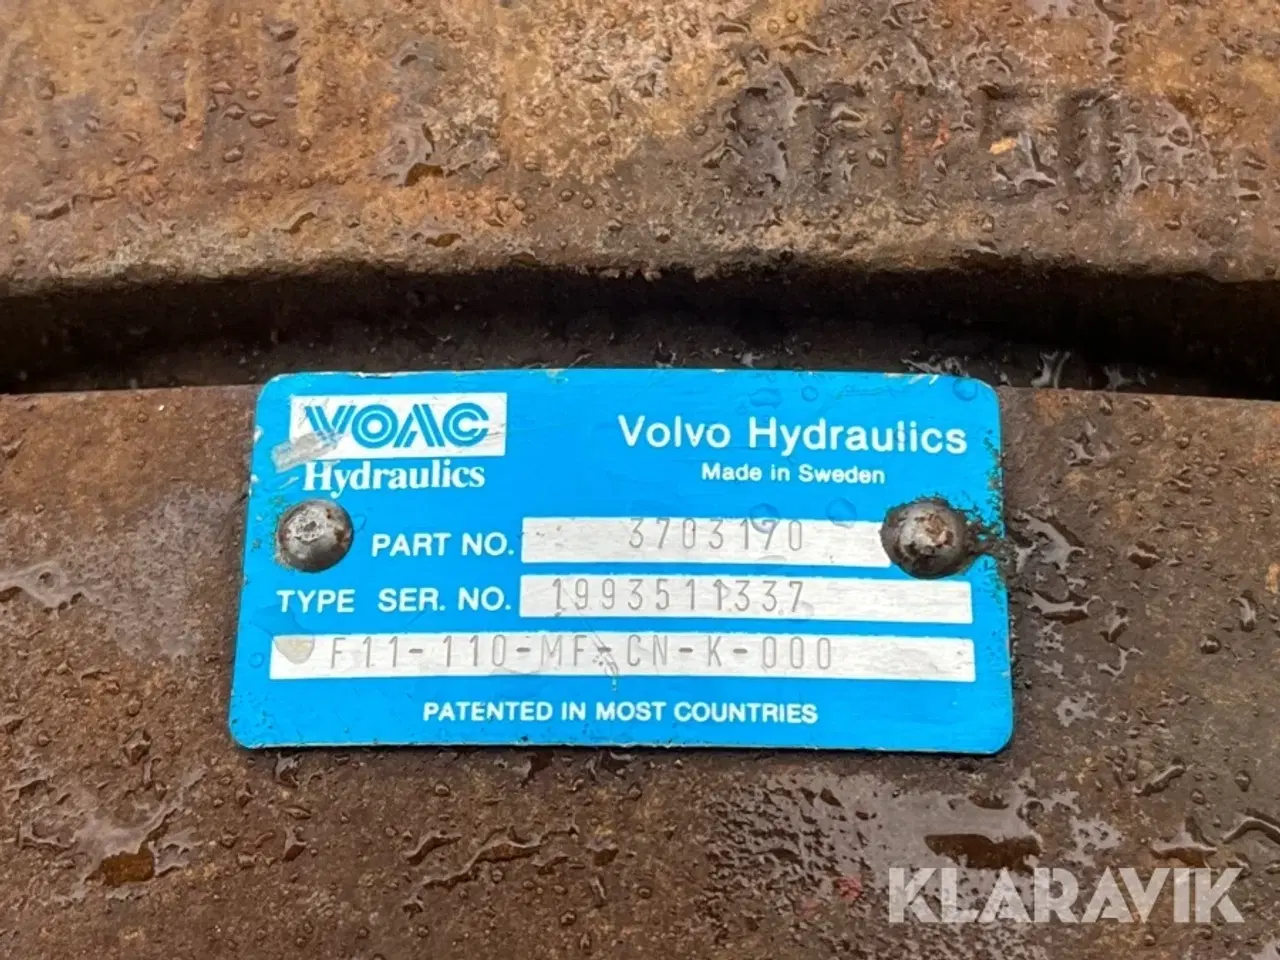 VOAC
Hydraulics
Volvo Hydraulics
Made in Sweden
PART NO. 3703170
TYPE SER. NO. 1993511337
F11-110-MF-CN-K-000
PATENTED IN MOST COUNTRIES
KLARAVIK